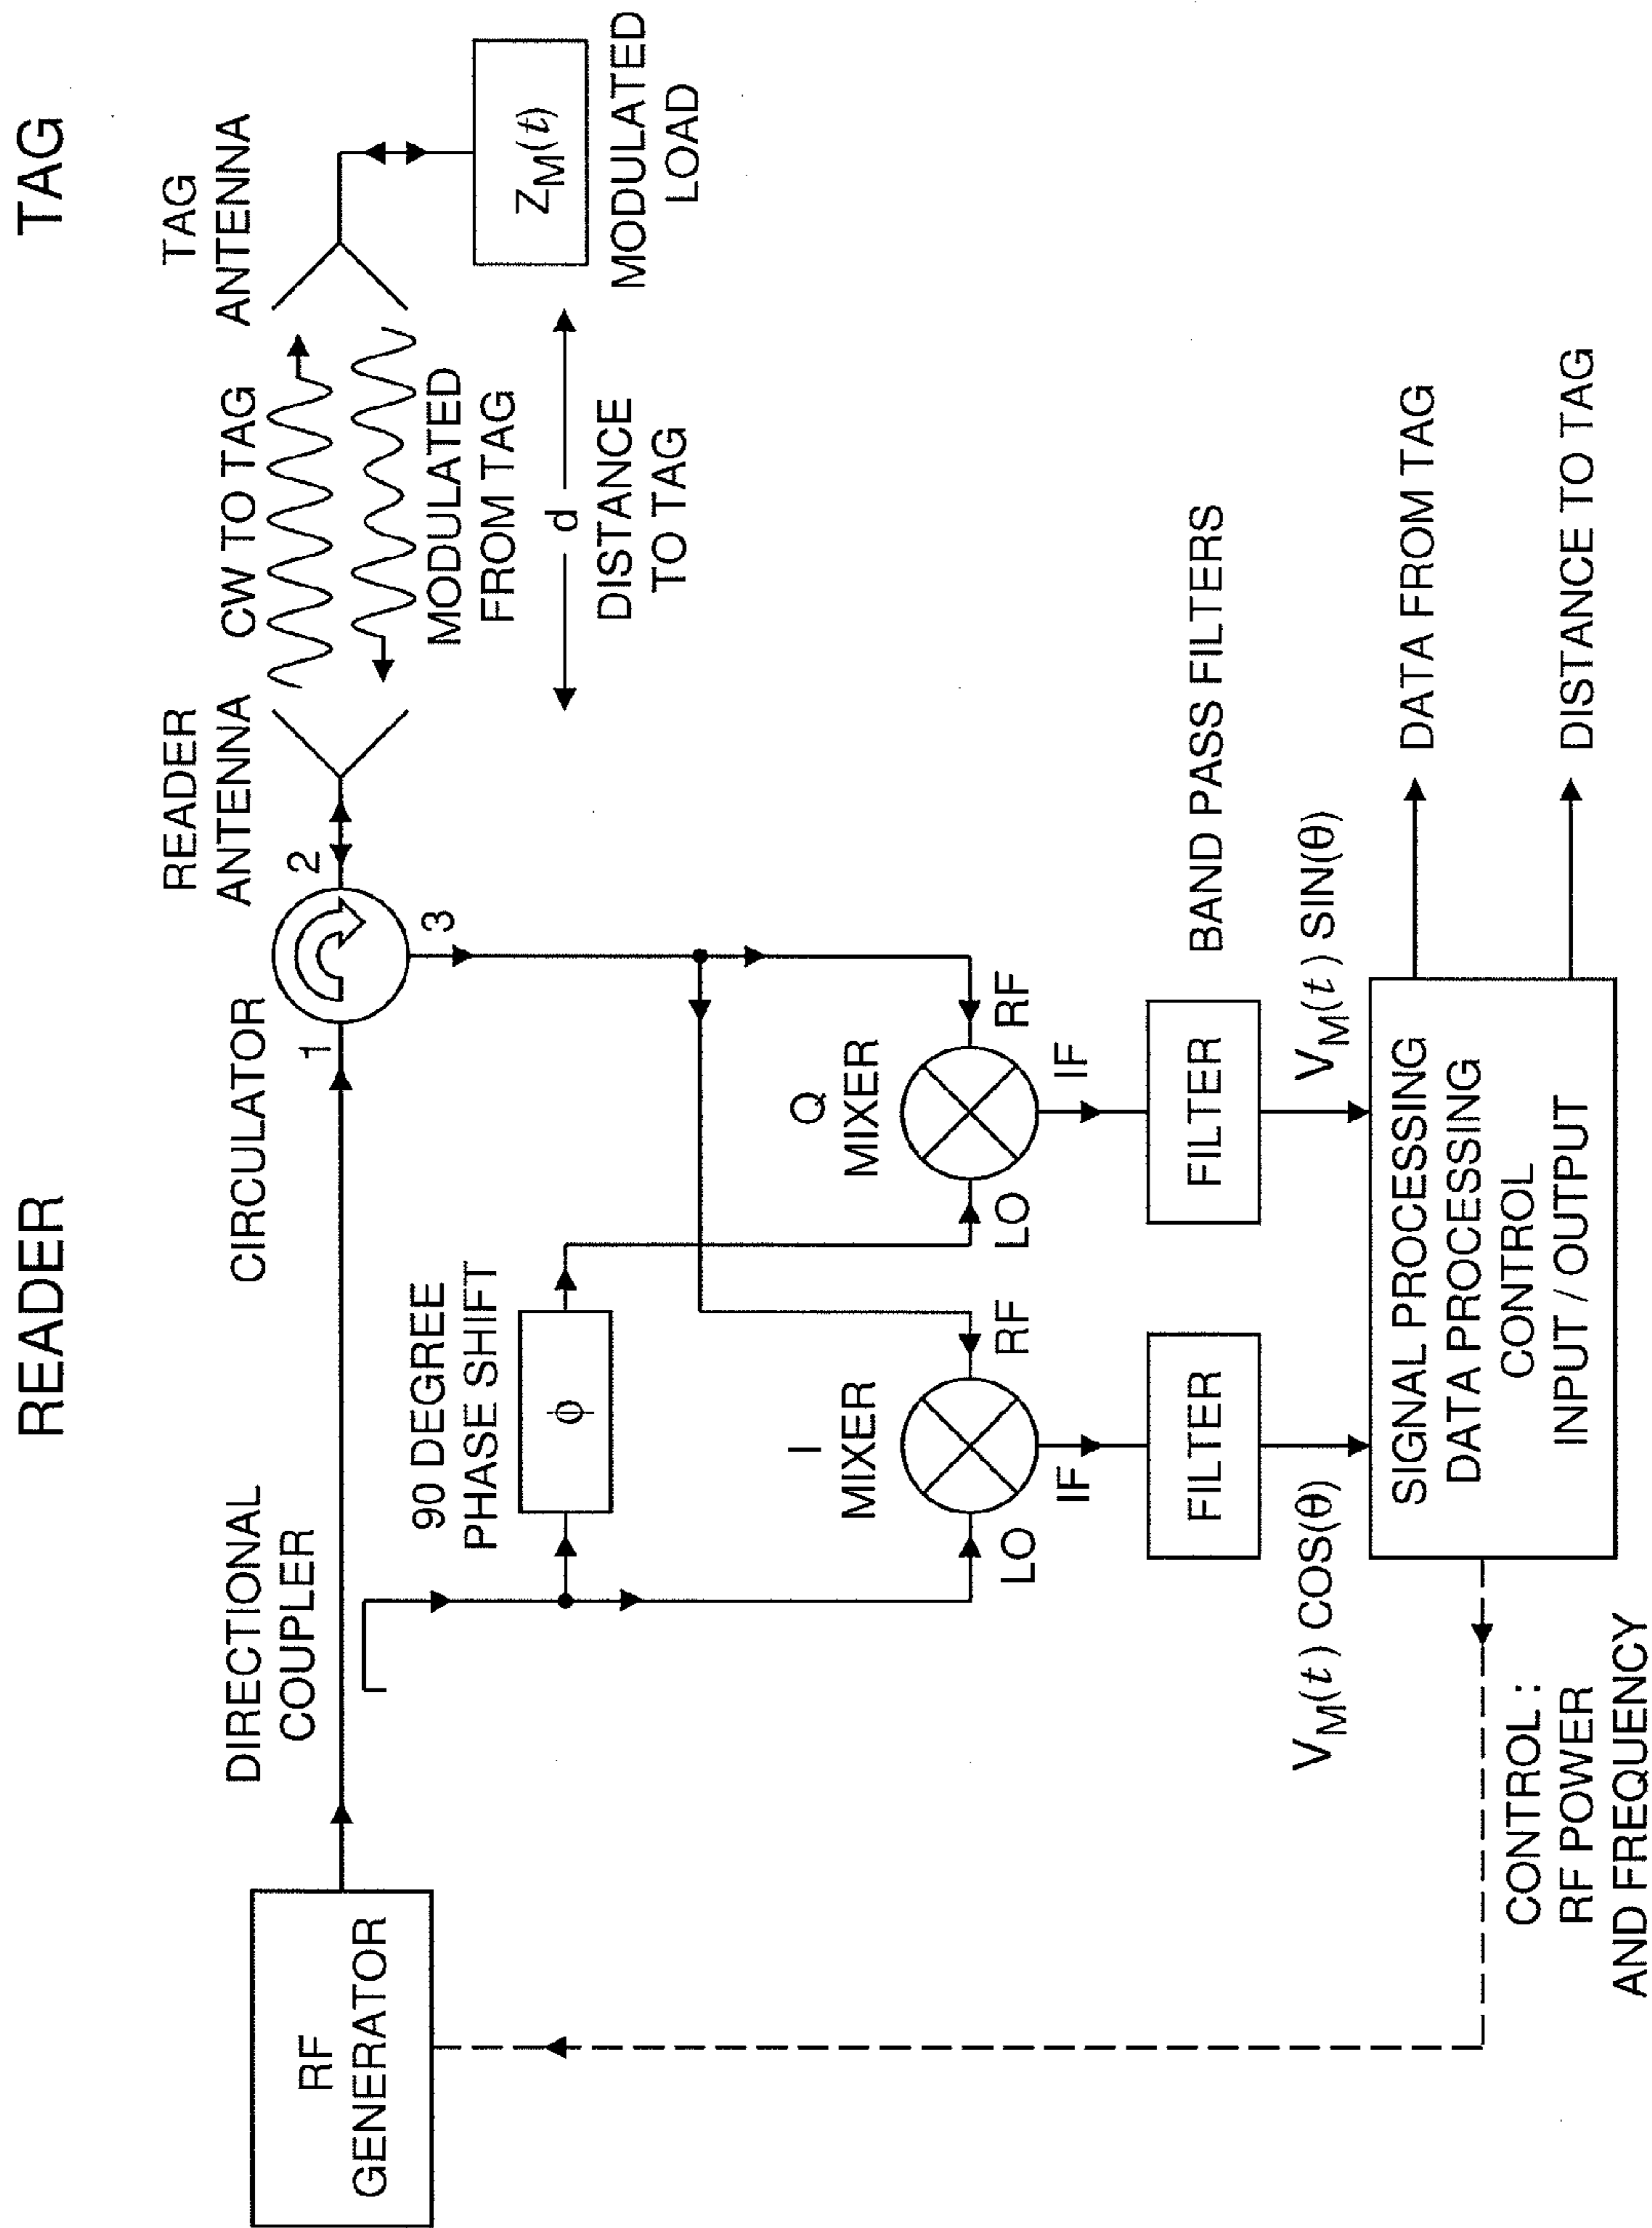 READER
TAG
RF
GENERATOR
DIRECTIONAL
COUPLER
CIRCULATOR
1
2
3
READER
ANTENNA
CW TO TAG
MODULATED
FROM TAG
d
DISTANCE
TO TAG
TAG
ANTENNA
Z_M(t)
MODULATED
LOAD
90 DEGREE
PHASE SHIFT
ϕ
I
MIXER
LO
RF
IF
Q
MIXER
LO
RF
IF
FILTER
FILTER
BAND PASS FILTERS
V_M(t) COS(θ)
V_M(t) SIN(θ)
SIGNAL PROCESSING
DATA PROCESSING
CONTROL
INPUT / OUTPUT
DATA FROM TAG
DISTANCE TO TAG
CONTROL :
RF POWER
AND FREQUENCY